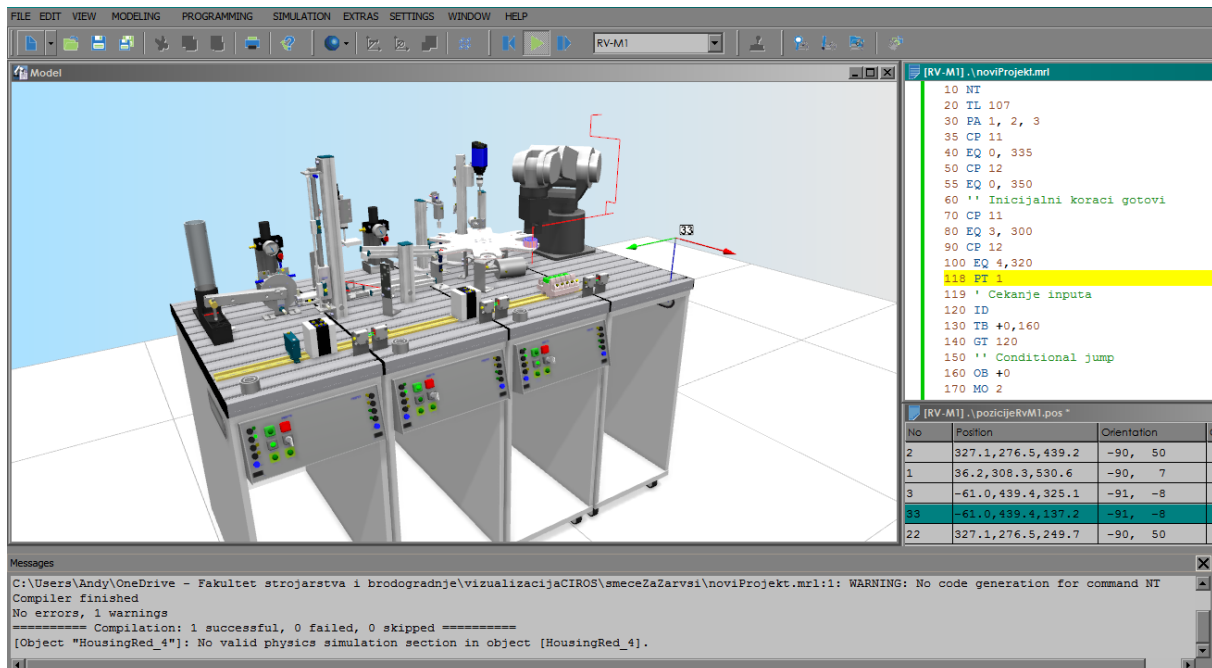 FILE EDIT VIEW MODELING PROGRAMMING SIMULATION EXTRAS SETTINGS WINDOW HELP
RV-M1
Model
33
[RV-M1] .\noviProjekt.mrl
10 NT
20 TL 107
30 PA 1, 2, 3
35 CP 11
40 EQ 0, 335
50 CP 12
55 EQ 0, 350
60 '' Inicijalni koraci gotovi
70 CP 11
80 EQ 3, 300
90 CP 12
100 EQ 4,320
118 PT 1
119 ' Cekanje inputa
120 ID
130 TB +0,160
140 GT 120
150 '' Conditional jump
160 OB +0
170 MO 2
[RV-M1] .\pozicijeRvM1.pos *
No Position Orientation
2 327.1,276.5,439.2 -90, 50
1 36.2,308.3,530.6 -90, 7
3 -61.0,439.4,325.1 -91, -8
33 -61.0,439.4,137.2 -91, -8
22 327.1,276.5,249.7 -90, 50
Messages
C:\Users\Andy\OneDrive - Fakultet strojarstva i brodogradnje\vizualizacijaCIROS\smeceZaZarvsi\noviProjekt.mrl:1: WARNING: No code generation for command NT
Compiler finished
No errors, 1 warnings
========== Compilation: 1 successful, 0 failed, 0 skipped ==========
[Object "HousingRed_4"]: No valid physics simulation section in object [HousingRed_4].